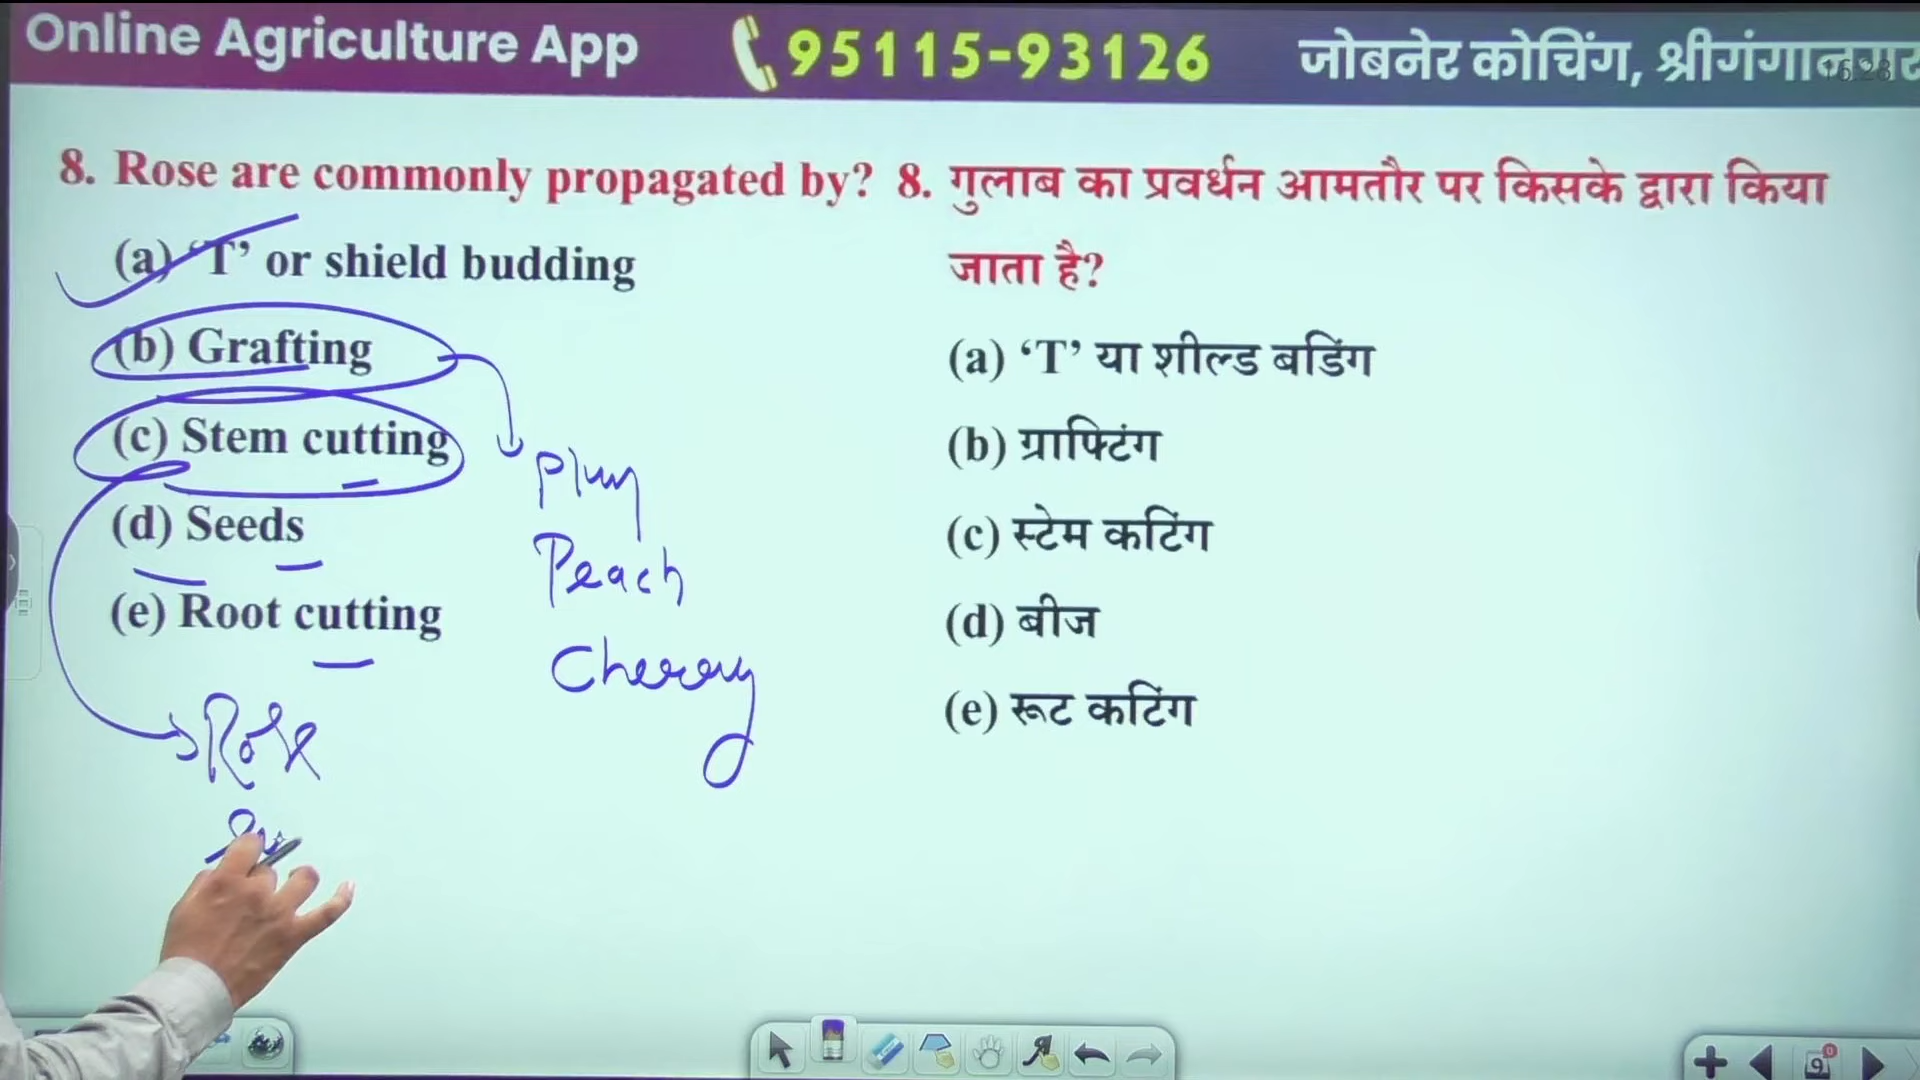 Online Agriculture App 95115-93126 जोबनेर कोचिंग, श्रीगंगानगर
8. Rose are commonly propagated by?
(a) ‘T’ or shield budding
(b) Grafting
(c) Stem cutting
(d) Seeds
(e) Root cutting
Plum
Peach
Cherry
Rose
8. गुलाब का प्रवर्धन आमतौर पर किसके द्वारा किया
जाता है?
(a) ‘T’ या शील्ड बडिंग
(b) ग्राफ्टिंग
(c) स्टेम कटिंग
(d) बीज
(e) रूट कटिंग